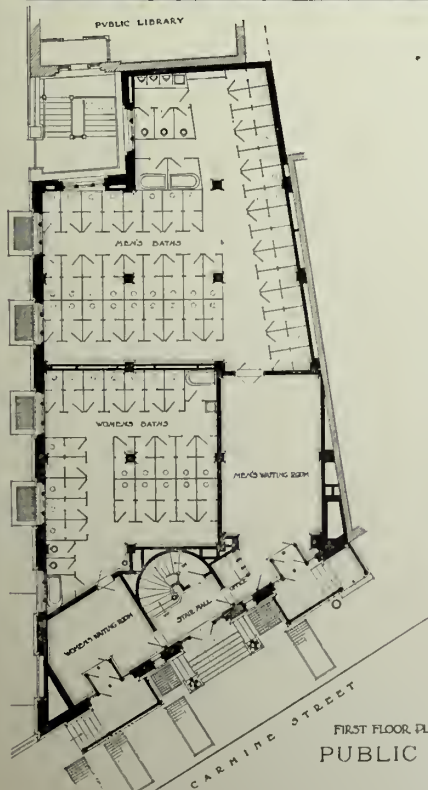 PUBLIC LIBRARY
MEN'S BATHS
WOMEN'S BATHS
MEN'S WAITING ROOM
OFFICE
STAIR HALL
WOMEN'S WAITING ROOM
CARMINE STREET
FIRST FLOOR PL
PUBLIC